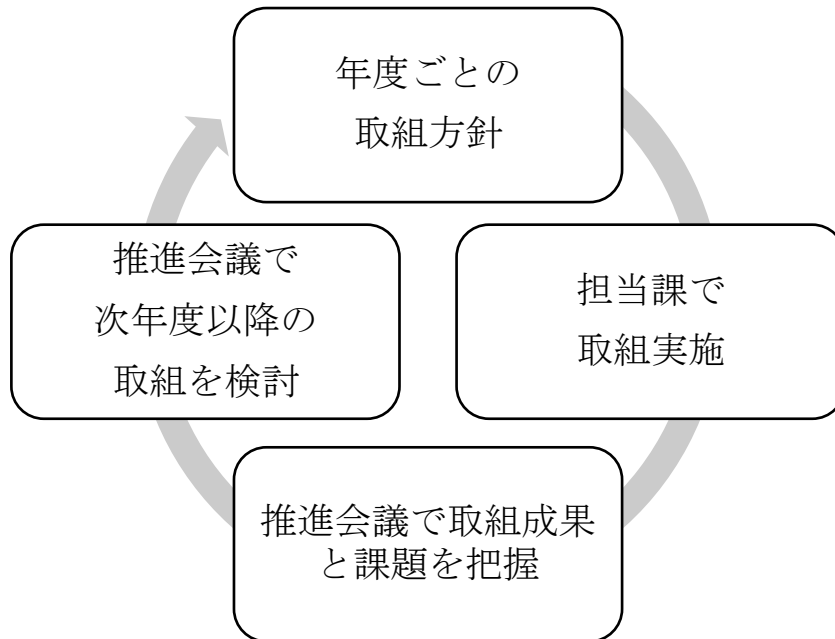 年度ごとの
取組方針
担当課で
取組実施
推進会議で取組成果
と課題を把握
推進会議で
次年度以降の
取組を検討